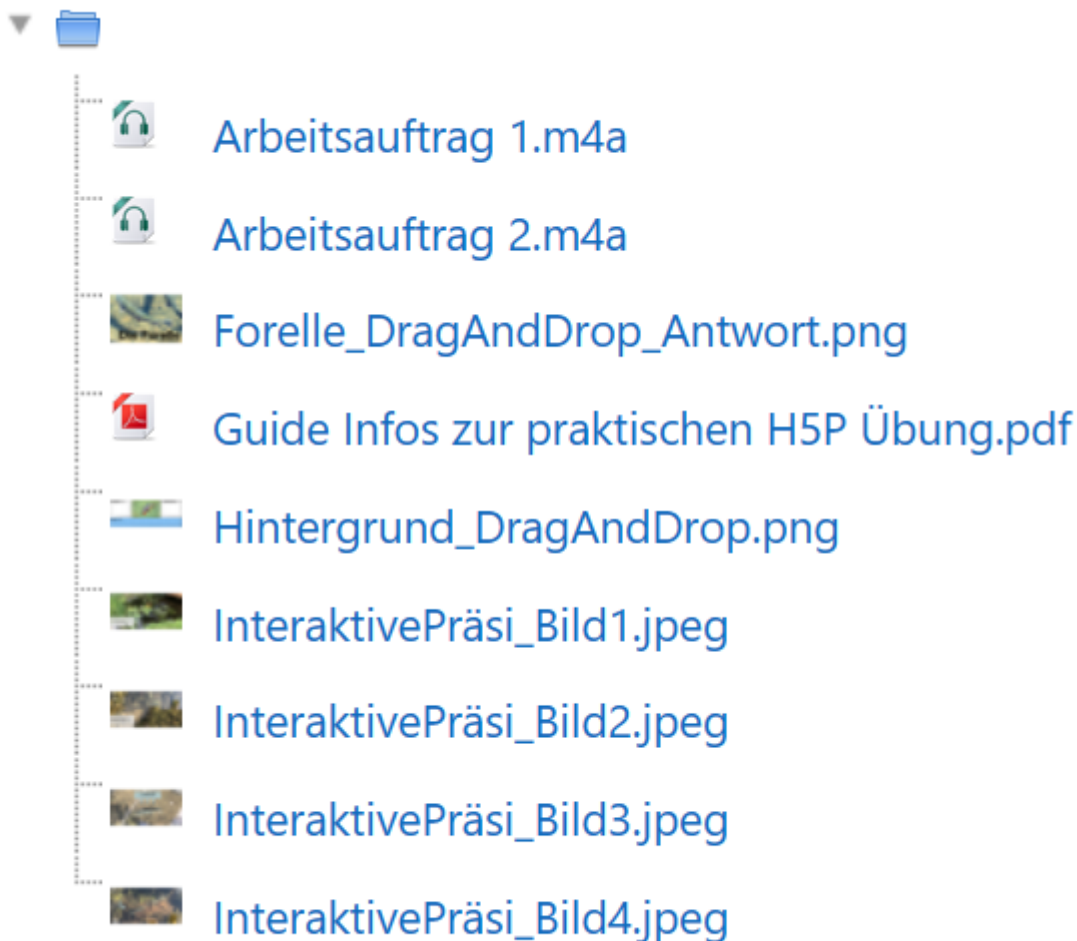 Arbeitsauftrag 1.m4a
Arbeitsauftrag 2.m4a
Forelle_DragAndDrop_Antwort.png
Guide Infos zur praktischen H5P Übung.pdf
Hintergrund_DragAndDrop.png
InteraktivePräsi_Bild1.jpeg
InteraktivePräsi_Bild2.jpeg
InteraktivePräsi_Bild3.jpeg
InteraktivePräsi_Bild4.jpeg